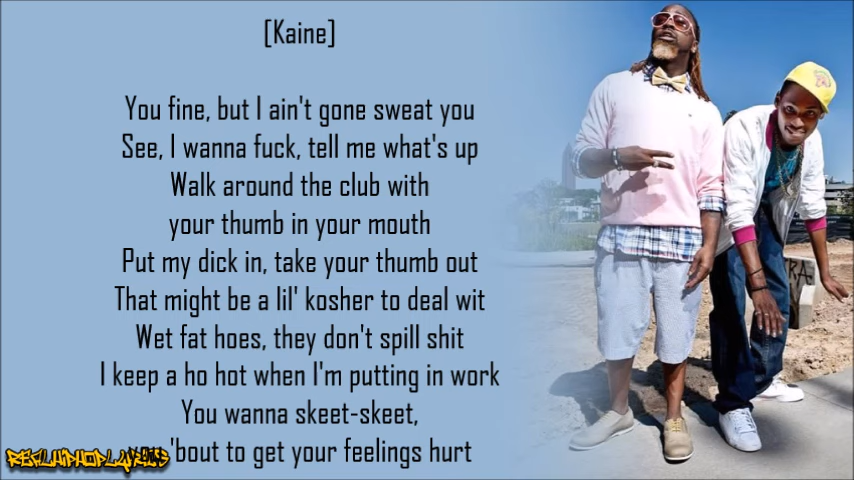 [Kaine]
You fine, but I ain't gone sweat you
See, I wanna fuck, tell me what's up
Walk around the club with
your thumb in your mouth
Put my dick in, take your thumb out
That might be a lil' kosher to deal wit
Wet fat hoes, they don't spill shit
I keep a ho hot when I'm putting in work
You wanna skeet-skeet,
'bout to get your feelings hurt
REALHIPHOPLYRICS